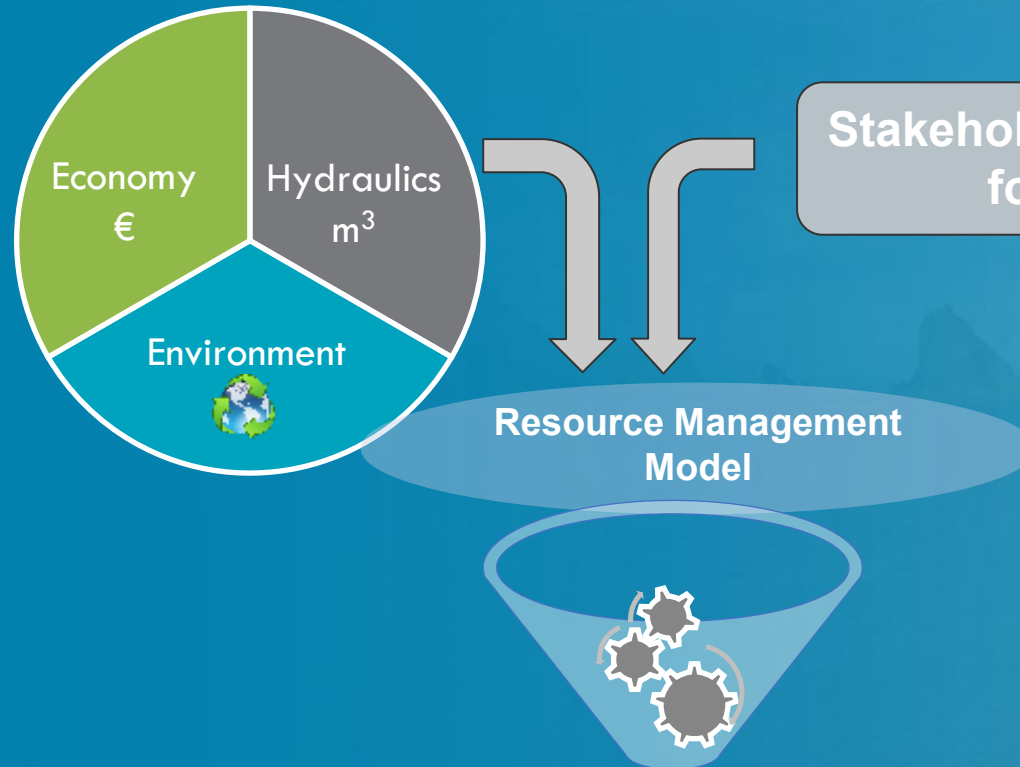 Economy
€
Hydraulics
m³
Environment
Resource Management
Model